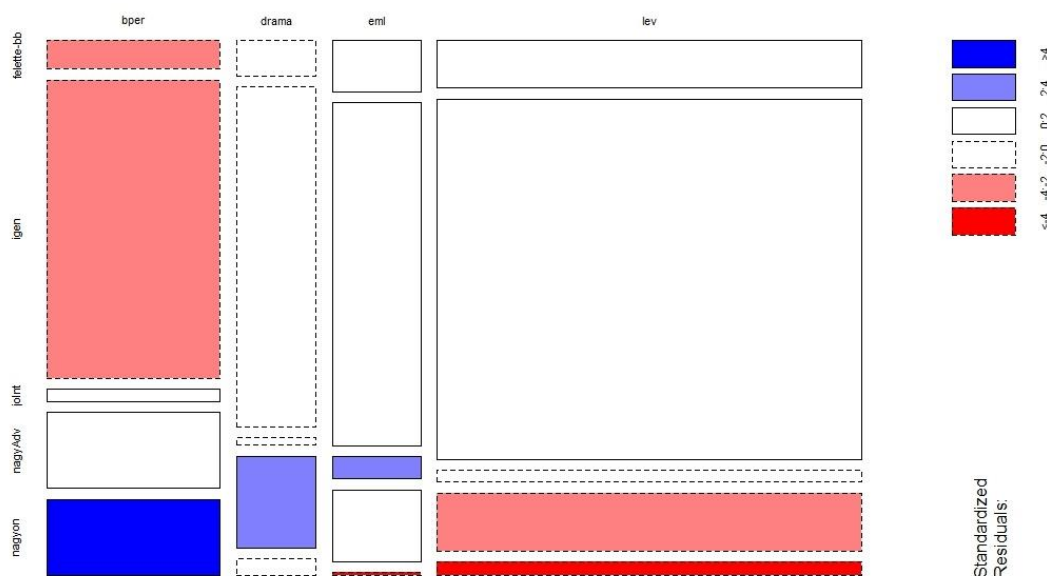 bper drama eml lev
felette-bb
igen
joInt
nagyAdv
nagyon
>4
2:4
0:2
-2:0
-4:-2
<-4
Standardized
Residuals: